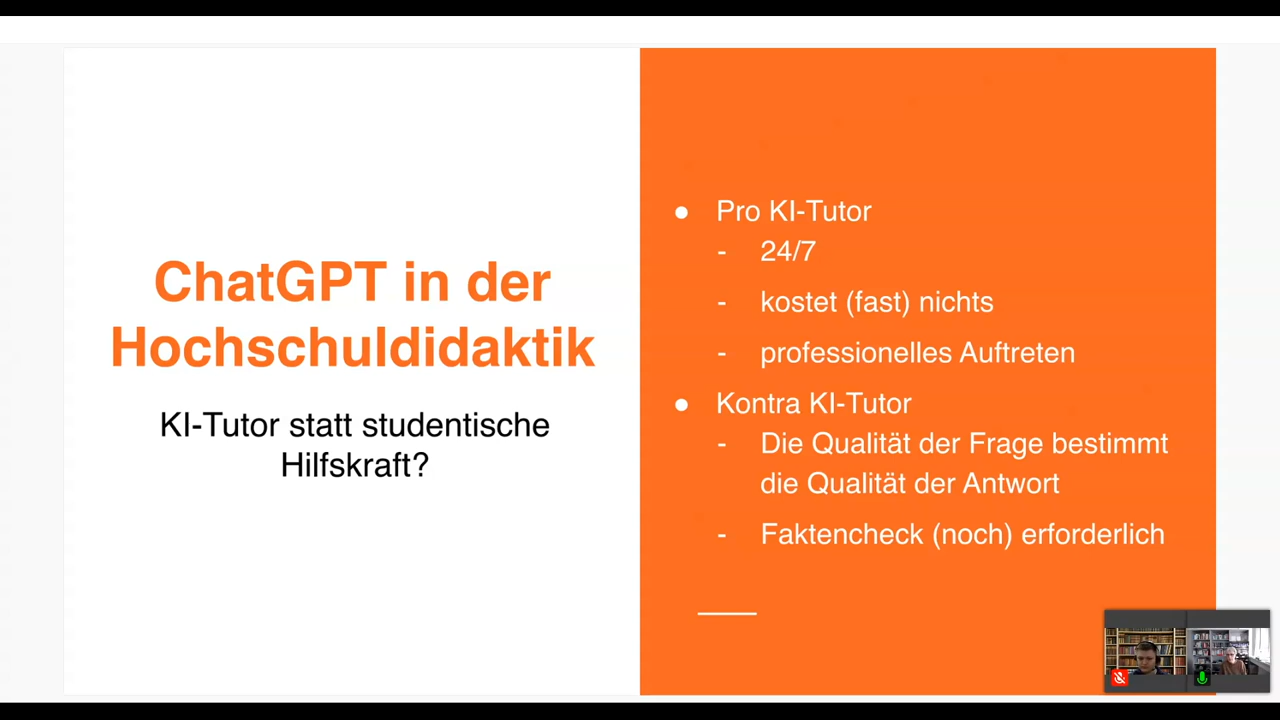 ChatGPT in der
Hochschuldidaktik
KI-Tutor statt studentische
Hilfskraft?
● Pro KI-Tutor
- 24/7
- kostet (fast) nichts
- professionelles Auftreten
● Kontra KI-Tutor
- Die Qualität der Frage bestimmt
die Qualität der Antwort
- Faktencheck (noch) erforderlich